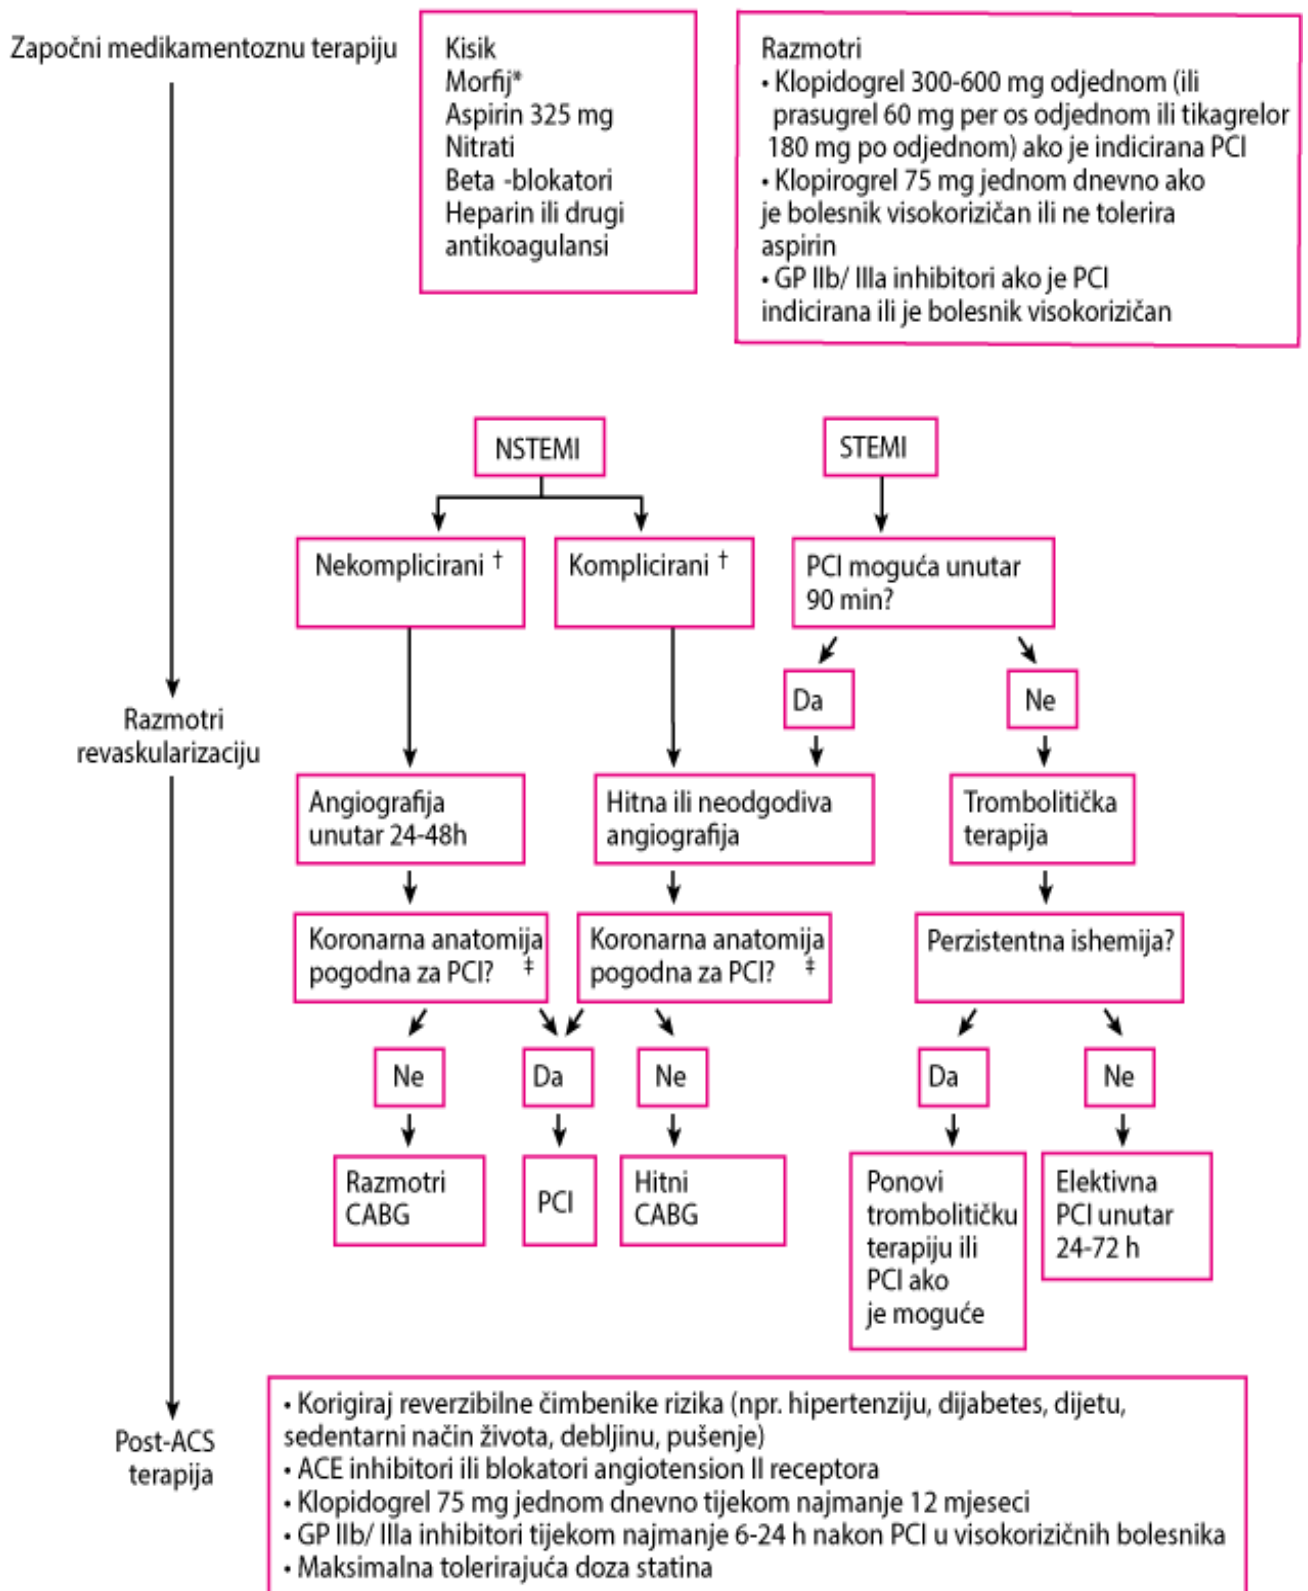 Započni medikamentoznu terapiju
Kisik
Morfij*
Aspirin 325 mg
Nitrati
Beta -blokatori
Heparin ili drugi
antikoagulansi
Razmotri
• Klopidogrel 300-600 mg odjednom (ili
prasugrel 60 mg per os odjednom ili tikagrelor
180 mg po odjednom) ako je indicirana PCI
• Klopirogrel 75 mg jednom dnevno ako
je bolesnik visokorizičan ili ne tolerira
aspirin
• GP IIb/ IIIa inhibitori ako je PCI
indicirana ili je bolesnik visokorizičan
NSTEMI
STEMI
Nekomplicirani †
Komplicirani †
PCI moguća unutar
90 min?
Da
Ne
Razmotri
revaskularizaciju
Angiografija
unutar 24-48h
Hitna ili neodgodiva
angiografija
Trombolitička
terapija
Koronarna anatomija
pogodna za PCI? ‡
Koronarna anatomija
pogodna za PCI? ‡
Perzistentna ishemija?
Ne
Da
Ne
Da
Ne
Razmotri
CABG
PCI
Hitni
CABG
Ponovi
trombolitičku
terapiju ili
PCI ako
je moguće
Elektivna
PCI unutar
24-72 h
Post-ACS
terapija
• Korigiraj reverzibilne čimbenike rizika (npr. hipertenziju, dijabetes, dijetu,
sedentarni način života, debljinu, pušenje)
• ACE inhibitori ili blokatori angiotension II receptora
• Klopidogrel 75 mg jednom dnevno tijekom najmanje 12 mjeseci
• GP IIb/ IIIa inhibitori tijekom najmanje 6-24 h nakon PCI u visokorizičnih bolesnika
• Maksimalna tolerirajuća doza statina